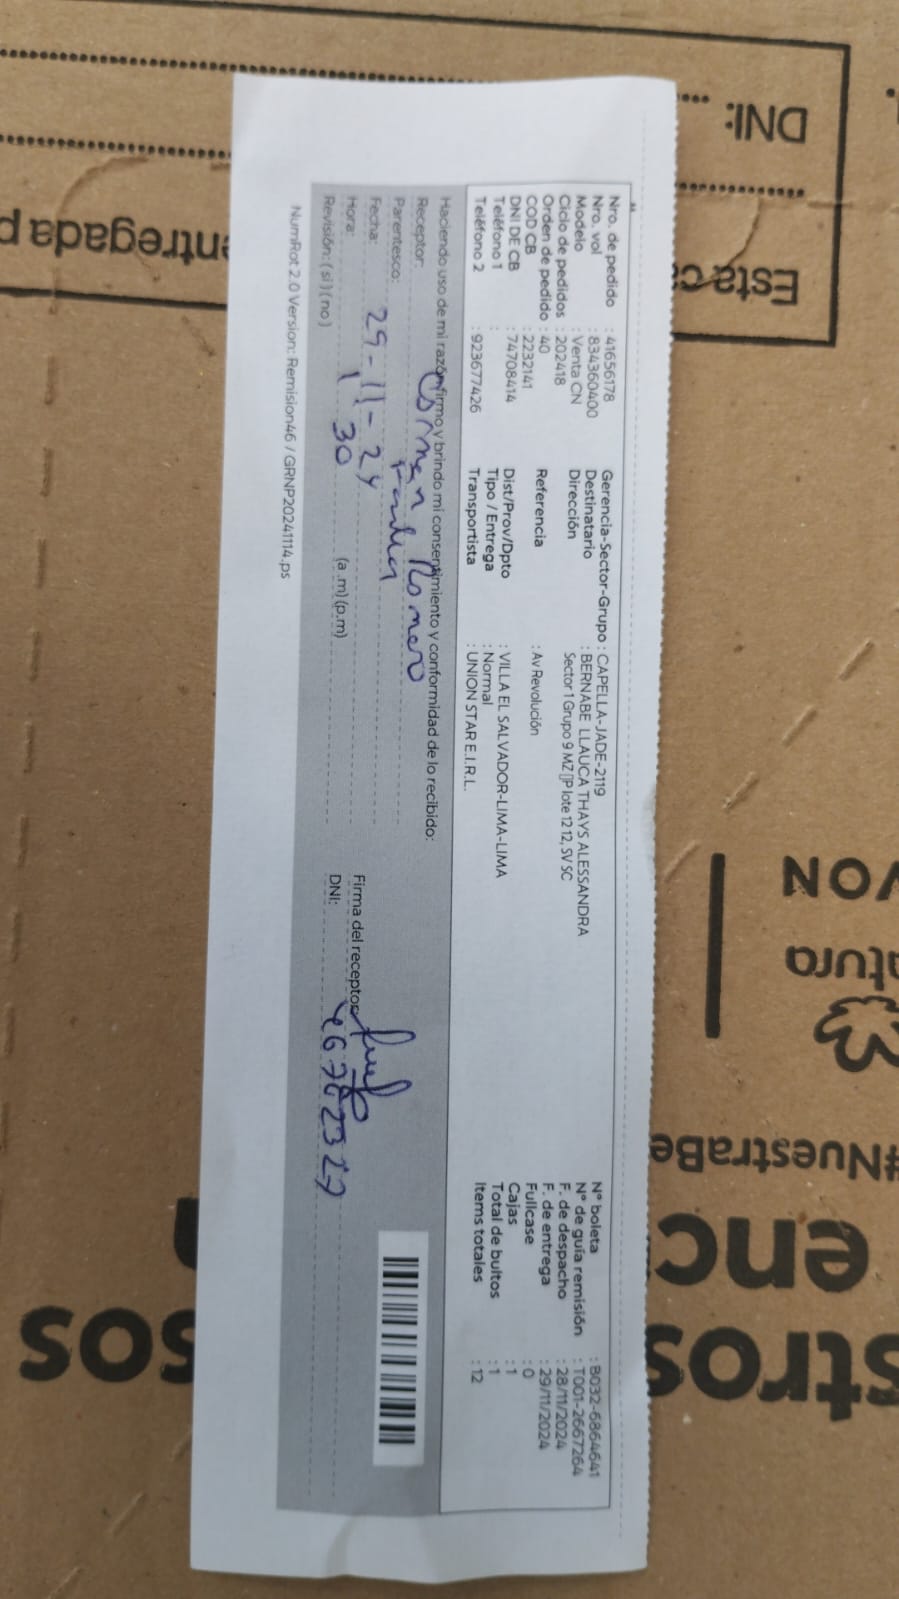 Nro. de pedido : 41656178
Nro. vol : 834360400
Modelo : Venta CN
Ciclo de pedidos : 202418
Orden de pedido : 40
COD CB : 2232141
DNI DE CB : 74708414
Teléfono 1 :
Teléfono 2 : 923677426
Gerencia-Sector-Grupo : CAPELLA-JADE-2119
Destinatario : BERNABE LLAUCA THAYS ALESSANDRA
Dirección Sector 1 Grupo 9 MZ P lote 12 12, SV SC
Referencia : Av Revolución
Dist/Prov/Dpto : VILLA EL SALVADOR-LIMA-LIMA
Tipo / Entrega : Normal
Transportista : UNION STAR E.I.R.L.
N° boleta : B032-6864641
N° de guía remisión : T001-2667264
F. de despacho : 28/11/2024
F. de entrega : 29/11/2024
Fullcase : 0
Cajas : 1
Total de bultos : 1
Items totales : 12
Haciendo uso de mi razón firmo y brindo mi consentimiento y conformidad de lo recibido:
Receptor: Romero
Parentesco:
Fecha: 29-11-24
Hora: 1 30 (a .m) (p.m)
Revisión: ( si ) ( no )
Firma del receptor
DNI:
NumRot 2.0 Version: Remision46 / GRNP20241114.ps
DNI:
Esta ca
entregada p
VON
atura
#NuestraBe
enc
stros
sos